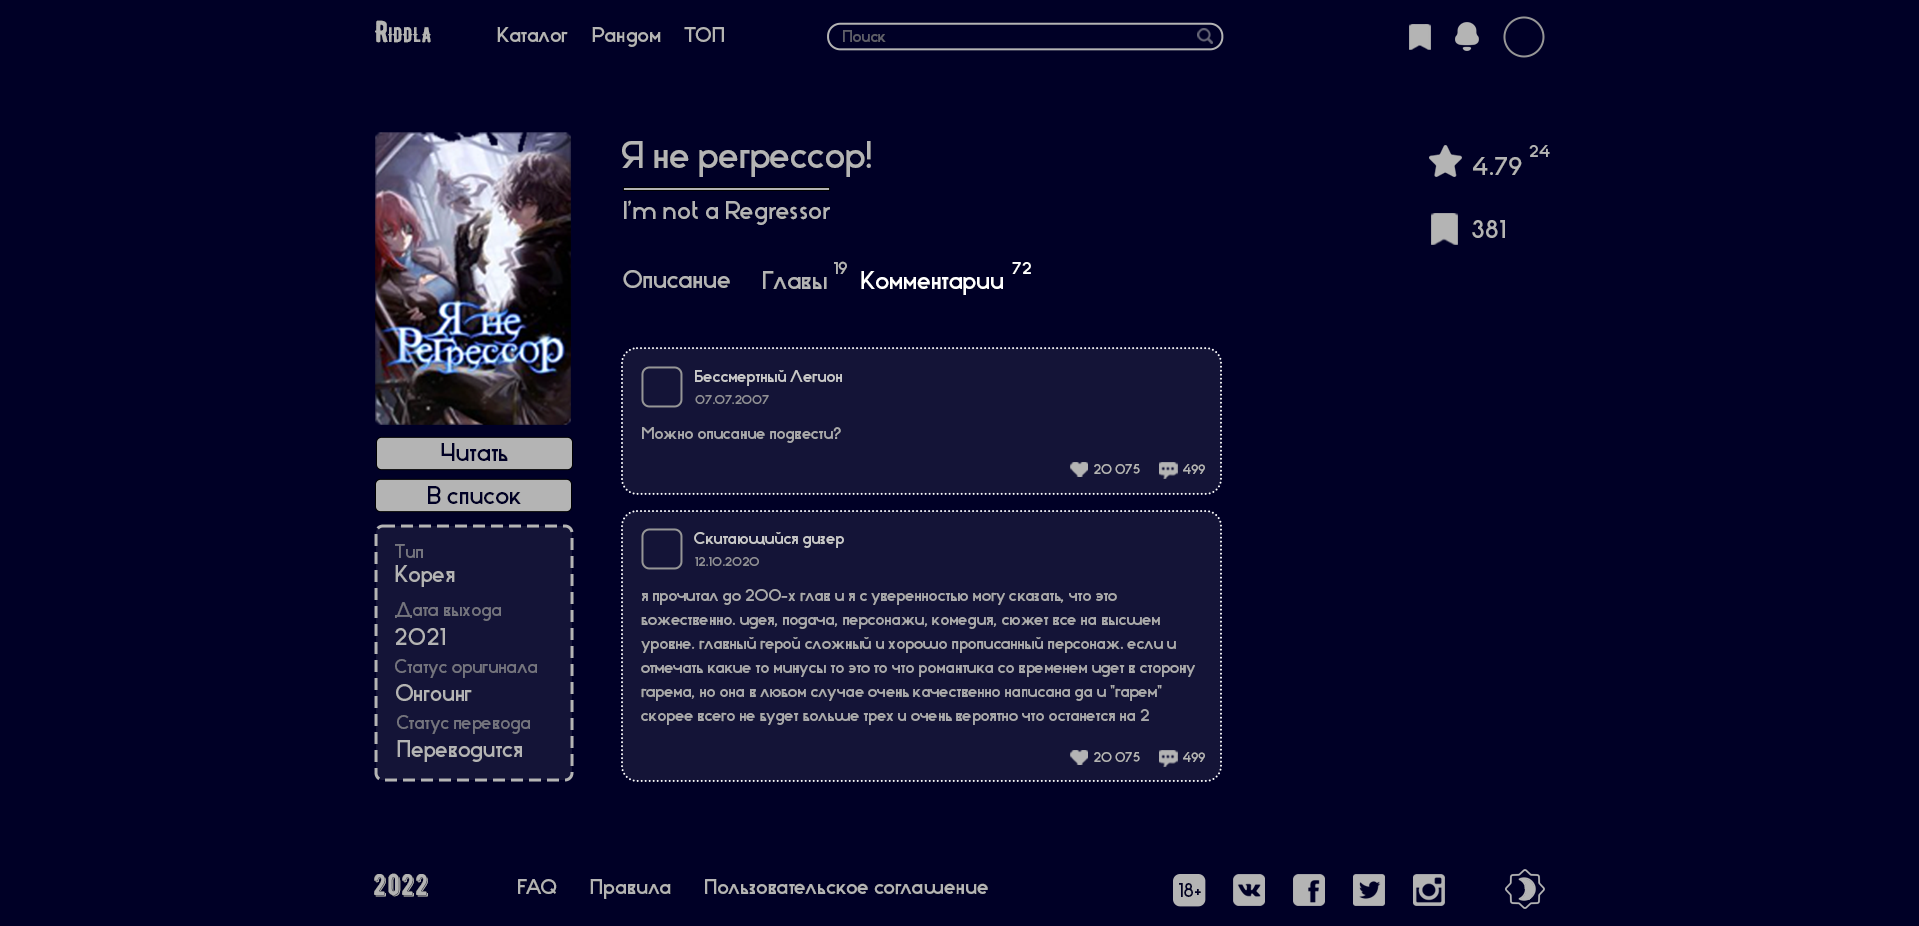 Riddla
Каталог Рандом ТОП
Поиск
Я не регрессор!
I'm not a Regressor
4.79 24
381
Описание Главы 19 Комментарии 72
Я не
Регрессор
Читать
В список
Тип
Корея
Дата выхода
2021
Статус оригинала
Онгоинг
Статус перевода
Переводится
Бессмертный Легион
07.07.2007
Можно описание подвести?
20 075 499
Скитающийся дизер
12.10.2020
я прочитал до 200-х глав и я с уверенностью могу сказать, что это
божественно. идея, подача, персонажи, комедия, сюжет все на высшем
уровне. главный герой сложный и хорошо прописанный персонаж. если и
отмечать какие то минусы то это то что романтика со временем идет в сторону
гарема, но она в любом случае очень качественно написана да и "гарем"
скорее всего не будет больше трех и очень вероятно что останется на 2
20 075 499
2022
FAQ Правила Пользовательское соглашение
18+